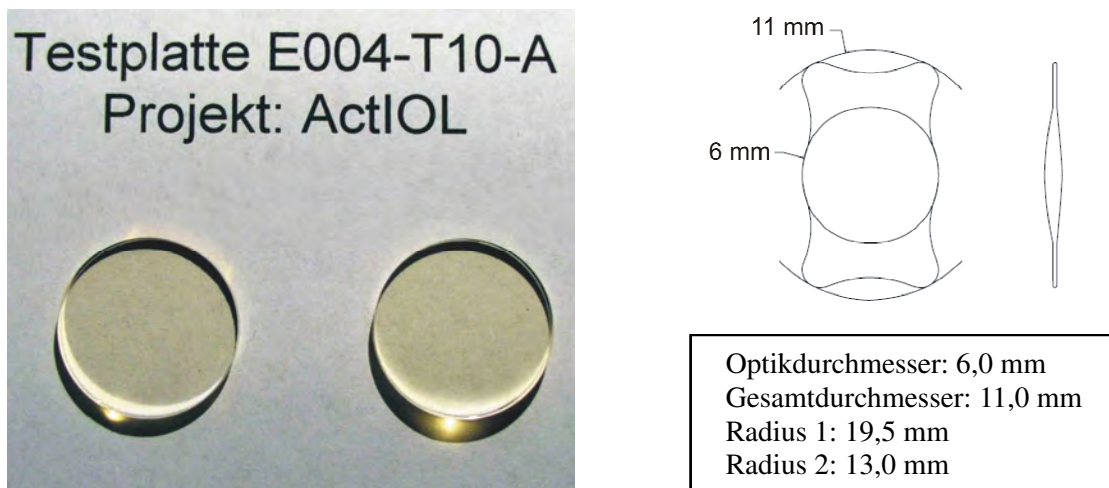 Testplatte E004-T10-A
Projekt: ActIOL
11 mm
6 mm
Optikdurchmesser: 6,0 mm
Gesamtdurchmesser: 11,0 mm
Radius 1: 19,5 mm
Radius 2: 13,0 mm